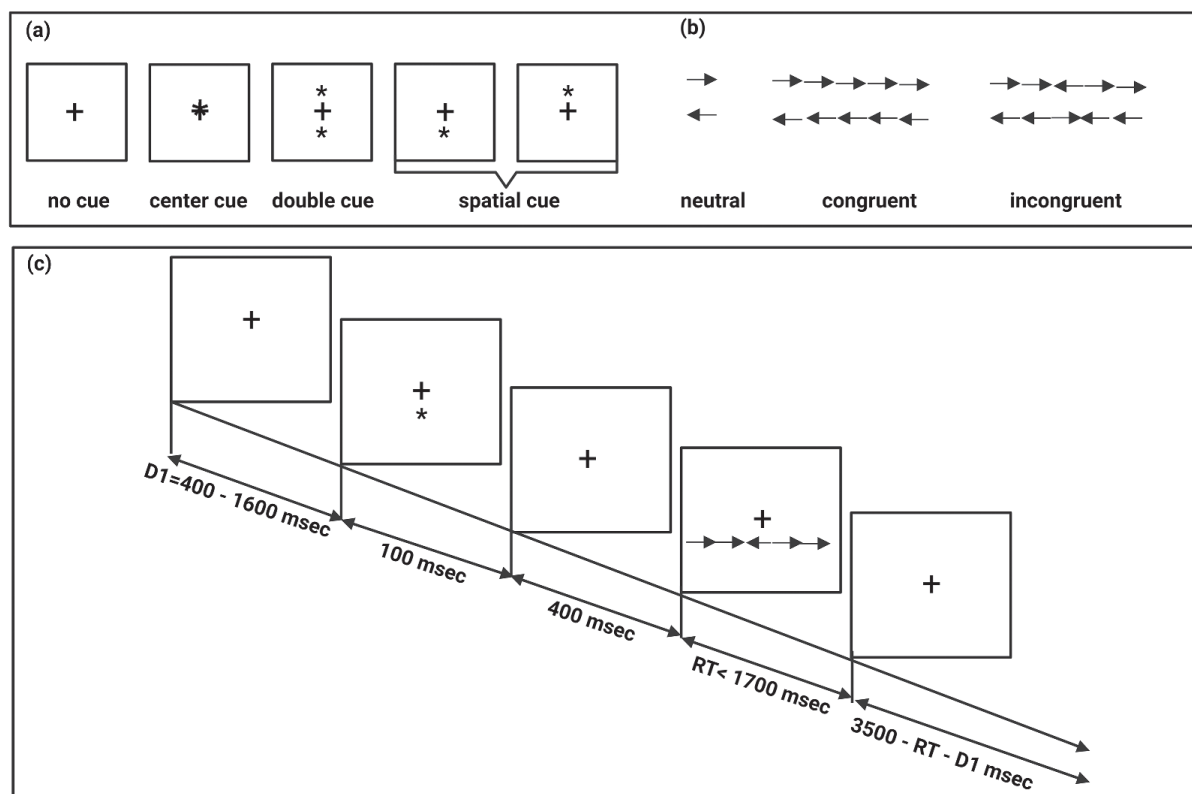 (a)
no cue
center cue
double cue
spatial cue
(b)
neutral
congruent
incongruent
(c)
D1=400 - 1600 msec
100 msec
400 msec
RT< 1700 msec
3500 - RT - D1 msec